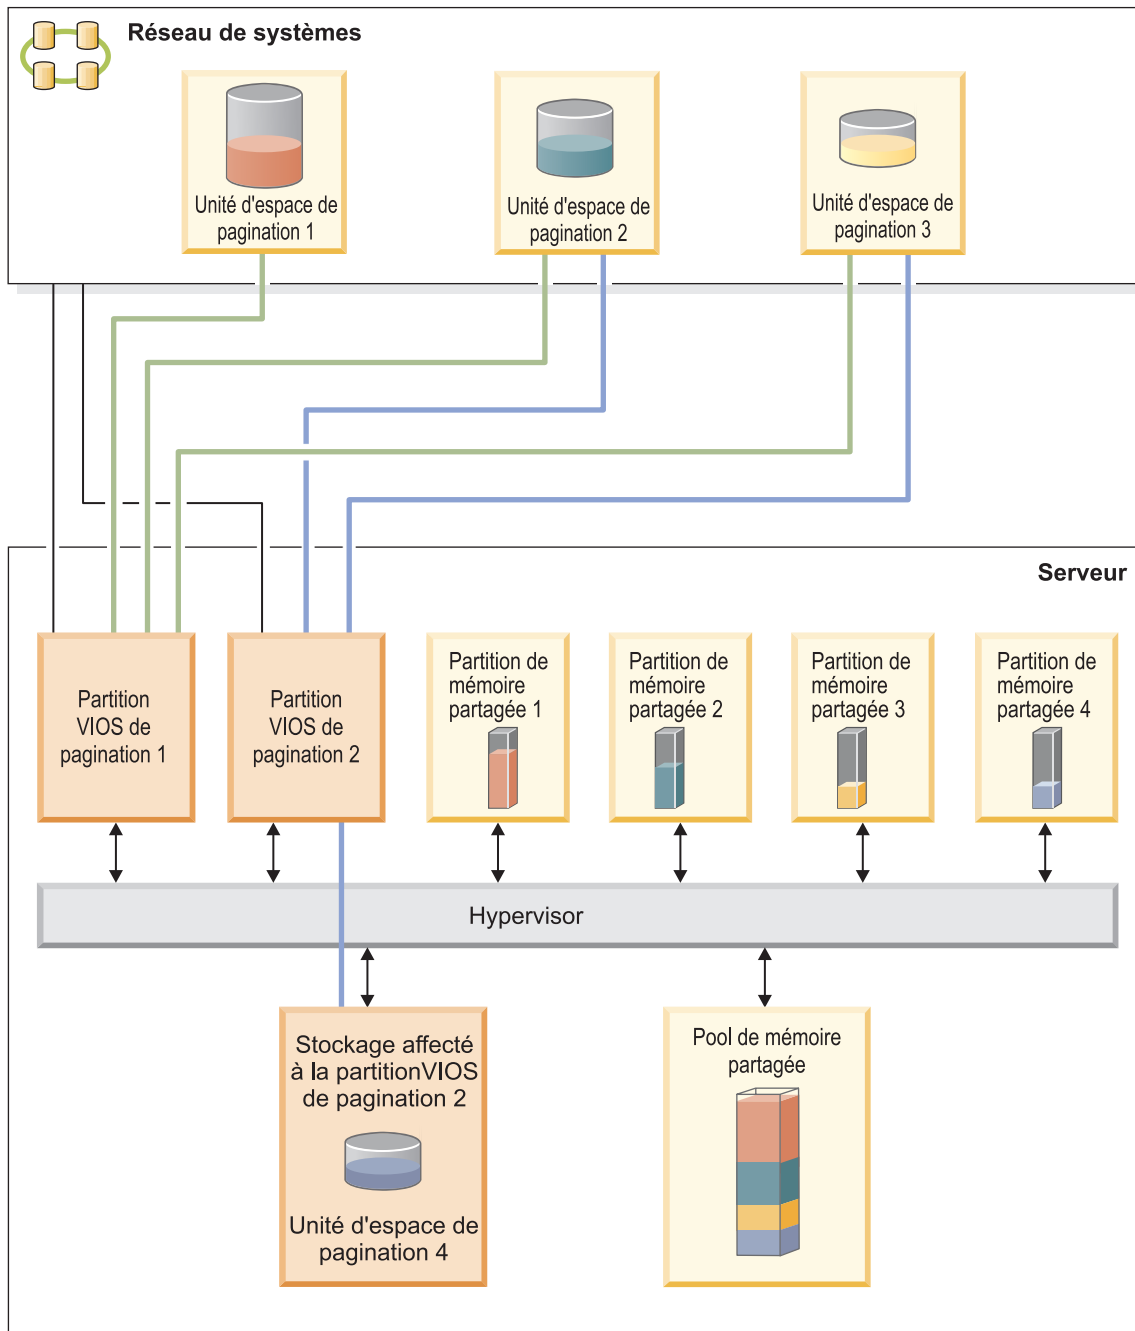 Réseau de systèmes
Unité d'espace de
pagination 1
Unité d'espace de
pagination 2
Unité d'espace de
pagination 3
Serveur
Partition
VIOS de
pagination 1
Partition
VIOS de
pagination 2
Partition de
mémoire
partagée 1
Partition de
mémoire
partagée 2
Partition de
mémoire
partagée 3
Partition de
mémoire
partagée 4
Hypervisor
Stockage affecté
à la partitionVIOS
de pagination 2
Unité d'espace de
pagination 4
Pool de mémoire
partagée